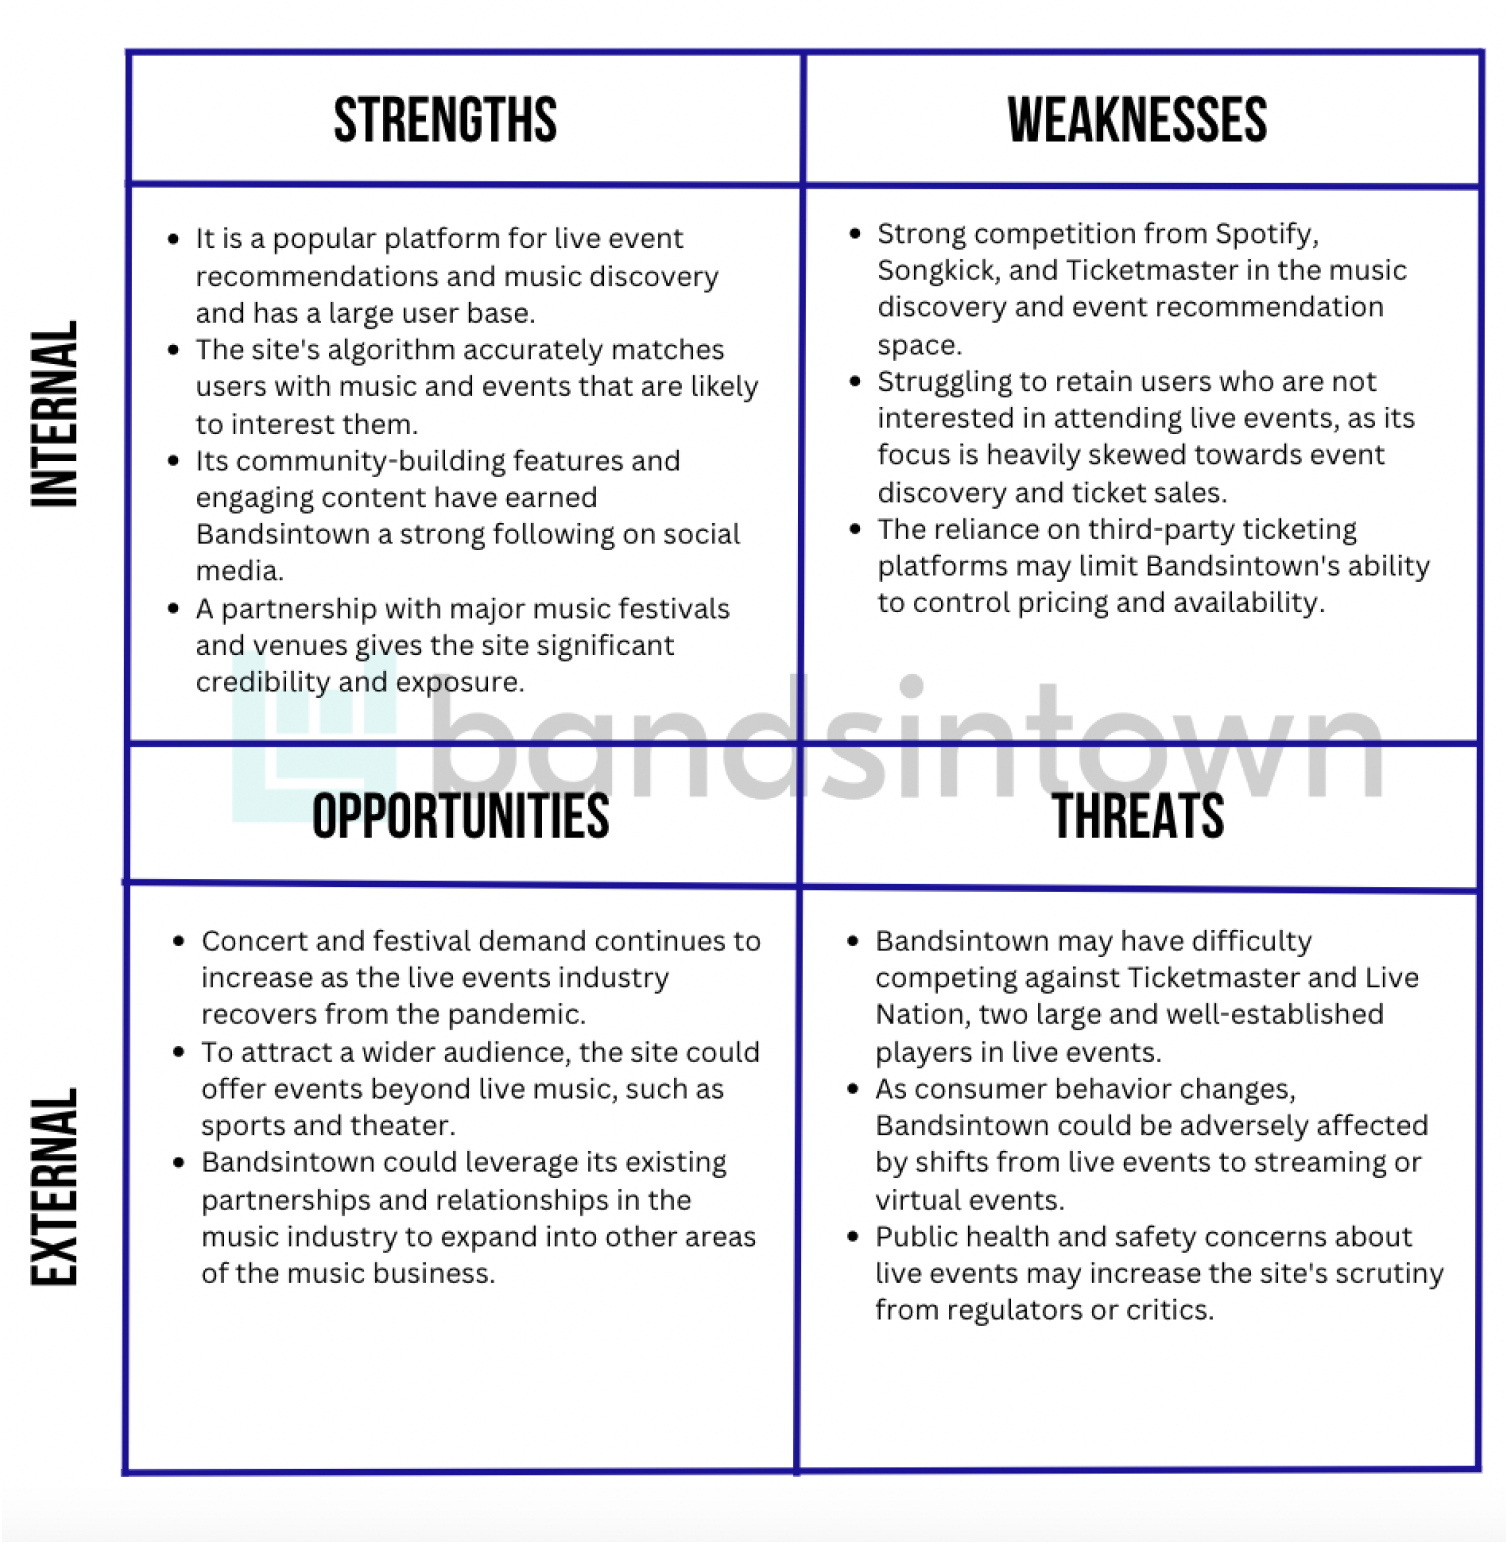 STRENGTHS
WEAKNESSES
INTERNAL
• It is a popular platform for live event
recommendations and music discovery
and has a large user base.
• The site's algorithm accurately matches
users with music and events that are likely
to interest them.
• Its community-building features and
engaging content have earned
Bandsintown a strong following on social
media.
• A partnership with major music festivals
and venues gives the site significant
credibility and exposure.
• Strong competition from Spotify,
Songkick, and Ticketmaster in the music
discovery and event recommendation
space.
• Struggling to retain users who are not
interested in attending live events, as its
focus is heavily skewed towards event
discovery and ticket sales.
• The reliance on third-party ticketing
platforms may limit Bandsintown's ability
to control pricing and availability.
bandsintown
OPPORTUNITIES
THREATS
EXTERNAL
• Concert and festival demand continues to
increase as the live events industry
recovers from the pandemic.
• To attract a wider audience, the site could
offer events beyond live music, such as
sports and theater.
• Bandsintown could leverage its existing
partnerships and relationships in the
music industry to expand into other areas
of the music business.
• Bandsintown may have difficulty
competing against Ticketmaster and Live
Nation, two large and well-established
players in live events.
• As consumer behavior changes,
Bandsintown could be adversely affected
by shifts from live events to streaming or
virtual events.
• Public health and safety concerns about
live events may increase the site's scrutiny
from regulators or critics.